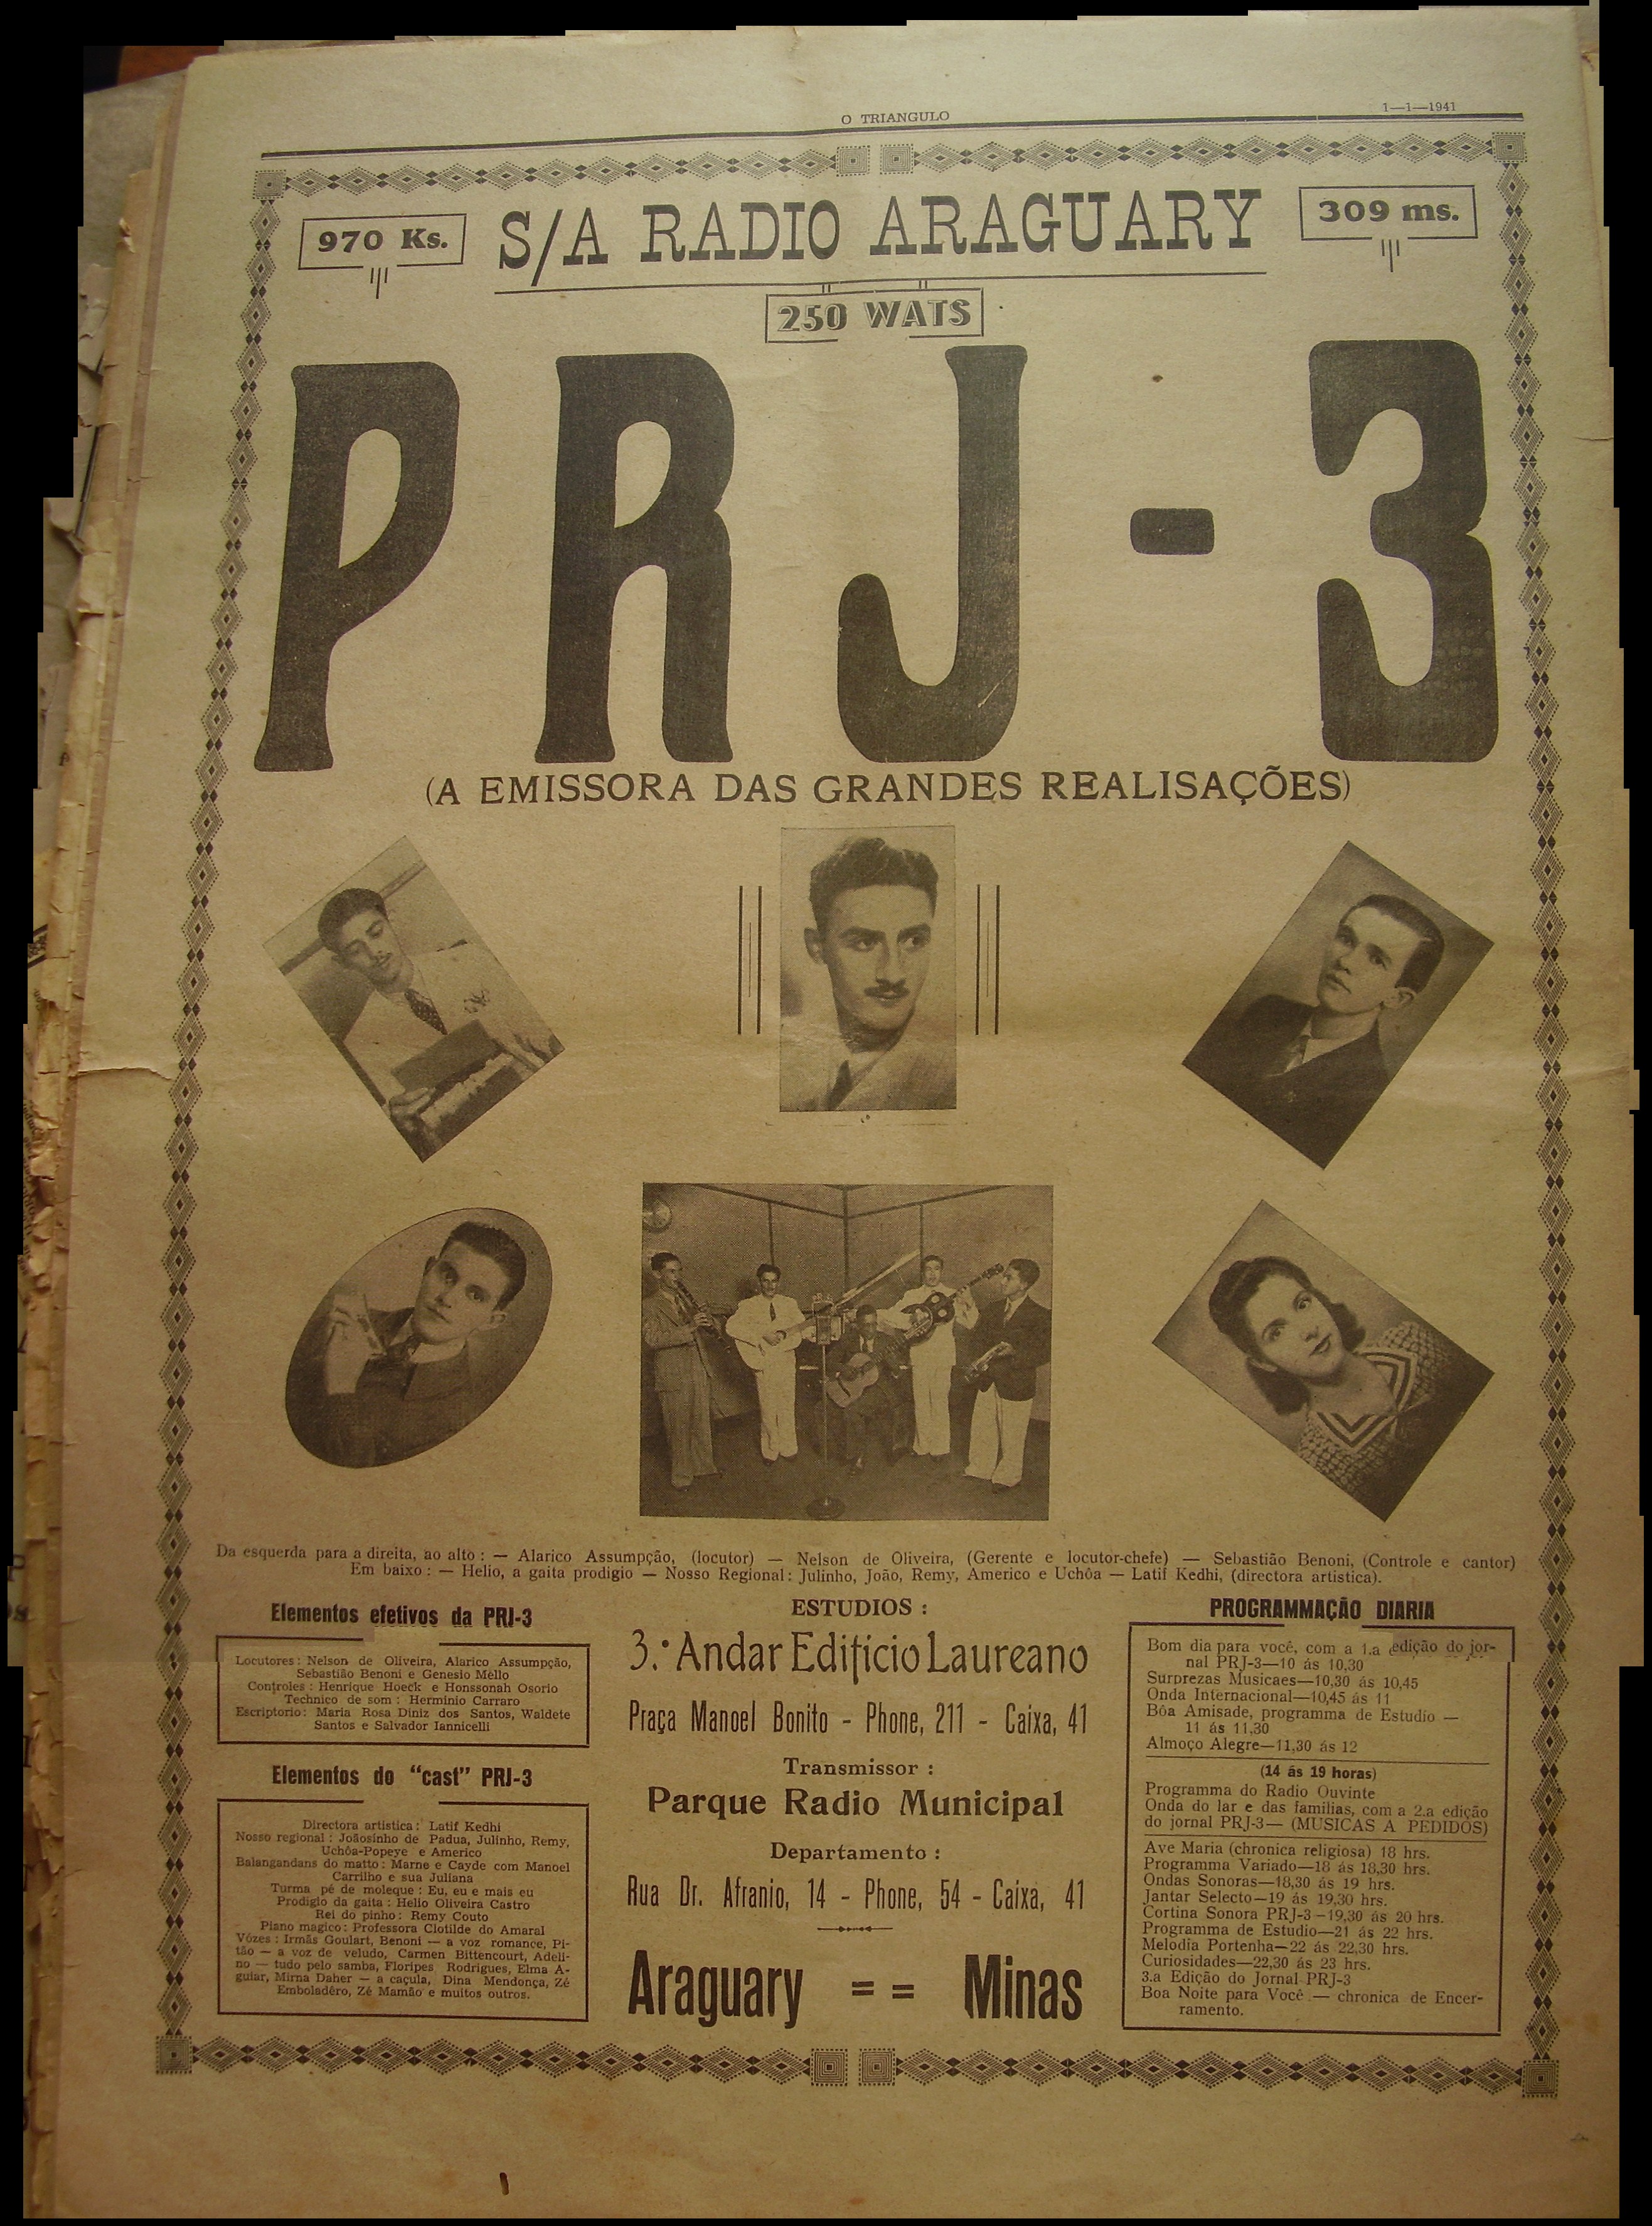 O TRIANGULO
1—1—1941
970 Ks.
S/A RADIO ARAGUARY
309 ms.
250 WATS
PRJ-3
(A EMISSORA DAS GRANDES REALISAÇÕES)
Da esquerda para a direita, ao alto : — Alarico Assumpção, (locutor) — Nelson de Oliveira, (Gerente e locutor-chefe) — Sebastião Benoni, (Controle e cantor)
Em baixo : — Helio, a gaita prodigio — Nosso Regional : Julinho, João, Remy, Americo e Uchôa — Latif Kedhi, (directora artistica).
Elementos efetivos da PRJ-3
Locutores : Nelson de Oliveira, Alarico Assumpção,
Sebastião Benoni e Genesio Méllo
Controles : Henrique Hoeck e Honssonah Osorio
Technico de som : Herminio Carraro
Escriptorio : Maria Rosa Diniz dos Santos, Waldete
Santos e Salvador Iannicelli
Elementos do “cast” PRJ-3
Directora artistica : Latif Kedhi
Nosso regional : Joãosinho de Padua, Julinho, Remy,
Uchôa-Popeye e Americo
Balangandans do matto : Marne e Cayde com Manoel
Carrilho e sua Juliana
Turma pé de moleque : Eu, eu e mais eu
Prodigio da gaita : Helio Oliveira Castro
Rei do pinho : Remy Couto
Piano magico : Professora Clotilde do Amaral
Vózes : Irmãs Goulart, Benoni — a voz romance, Pi-
tão — a voz de veludo, Carmen Bittencourt, Adeli-
no — tudo pelo samba, Floripes Rodrigues, Elma A-
guiar, Mirna Daher — a caçula, Dina Mendonça, Zé
Emboladêro, Zé Mamão e muitos outros.
ESTUDIOS :
3.º Andar Edificio Laureano
Praça Manoel Bonito - Phone, 211 - Caixa, 41
Transmissor :
Parque Radio Municipal
Departamento :
Rua Dr. Afranio, 14 - Phone, 54 - Caixa, 41
Araguary == Minas
PROGRAMMAÇÃO DIARIA
Bom dia para você, com a 1.a edição do jor-
nal PRJ-3—10 ás 10,30
Surprezas Musicaes—10,30 ás 10,45
Onda Internacional—10,45 ás 11
Bôa Amisade, programma de Estudio —
11 ás 11,30
Almoço Alegre—11,30 ás 12
(14 ás 19 horas)
Programma do Radio Ouvinte
Onda do lar e das familias, com a 2.a edição
do jornal PRJ-3— (MUSICAS A PEDIDOS)
Ave Maria (chronica religiosa) 18 hrs.
Programma Variado—18 ás 18,30 hrs.
Ondas Sonoras—18,30 ás 19 hrs.
Jantar Selecto—19 ás 19,30 hrs.
Cortina Sonora PRJ-3—19,30 ás 20 hrs.
Programma de Estudio—21 ás 22 hrs.
Melodia Portenha—22 ás 22,30 hrs.
Curiosidades—22,30 ás 23 hrs.
3.a Edição do Jornal PRJ-3
Boa Noite para Você — chronica de Encer-
ramento.